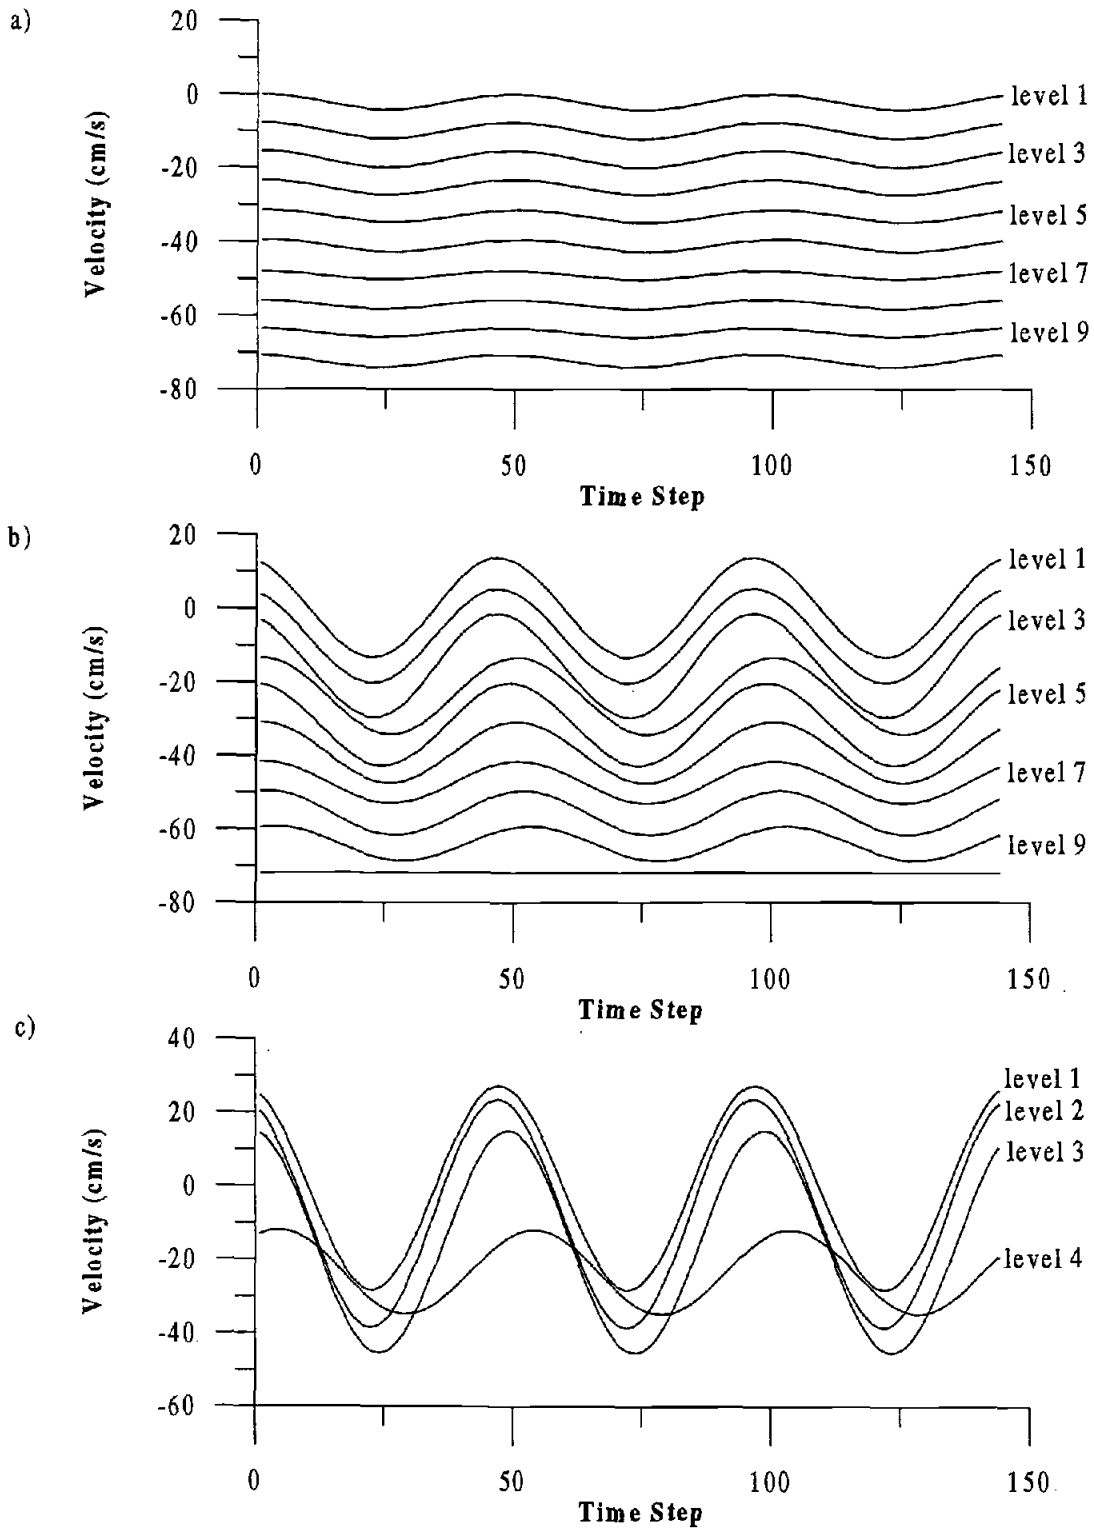 a)
20
0
-20
-40
-60
-80
Velocity (cm/s)
level 1
level 3
level 5
level 7
level 9
0 50 100 150
Time Step
b)
20
0
-20
-40
-60
-80
Velocity (cm/s)
level 1
level 3
level 5
level 7
level 9
0 50 100 150
Time Step
c)
40
20
0
-20
-40
-60
Velocity (cm/s)
level 1
level 2
level 3
level 4
0 50 100 150
Time Step